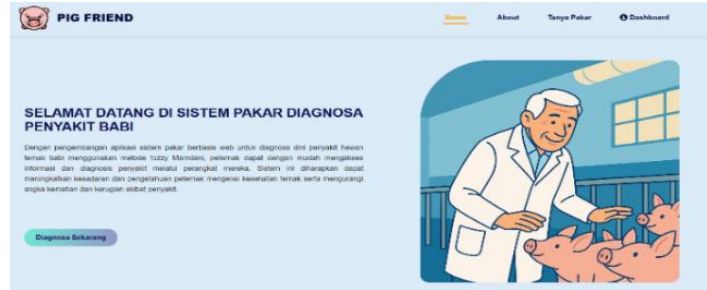 PIG FRIEND
Home About Tanya Pakar Dashboard
SELAMAT DATANG DI SISTEM PAKAR DIAGNOSA
PENYAKIT BABI
Dengan pengembangan aplikasi sistem pakar berbasis web untuk diagnosa dini penyakit hewan
ternak babi menggunakan metode fuzzy Mamdani, peternak dapat dengan mudah mengakses
informasi dan diagnosis penyakit melalui perangkat mereka. Sistem ini diharapkan dapat
meningkatkan kesadaran dan pengetahuan peternak mengenai kesehatan ternak serta mengurangi
angka kematian dan kerugian akibat penyakit.
Diagnosa Sekarang